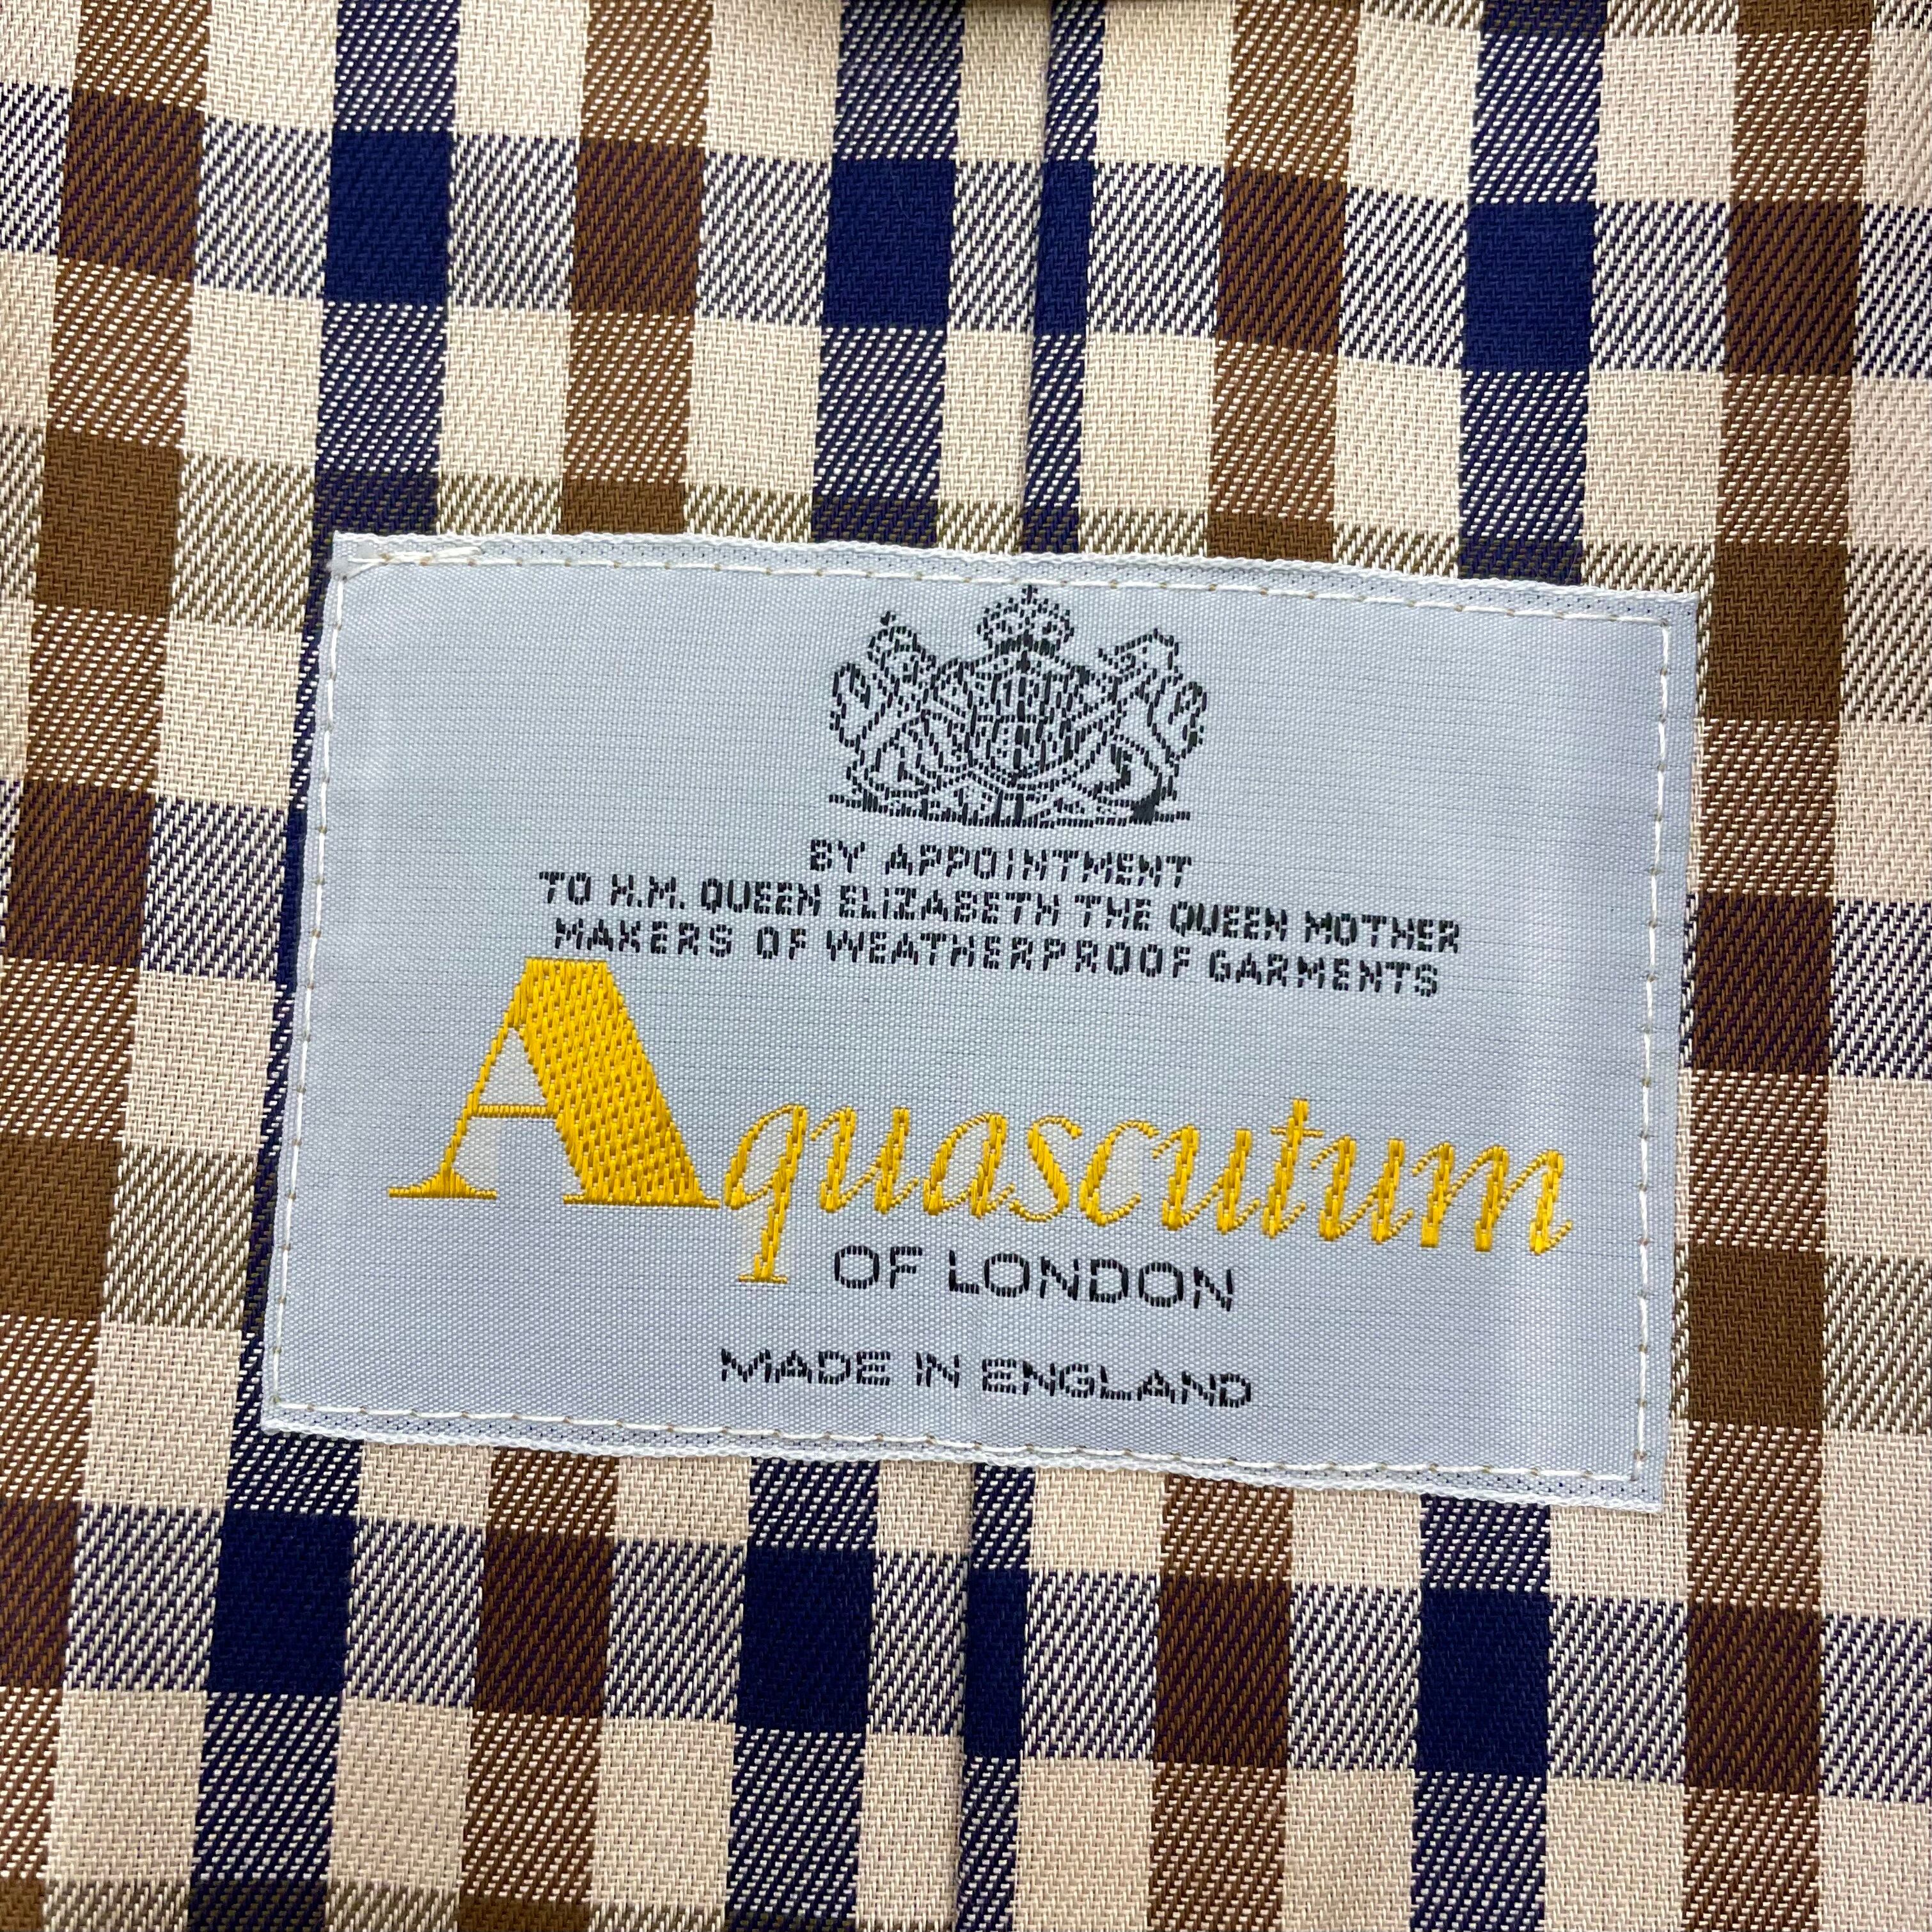 BY APPOINTMENT
TO H.M. QUEEN ELIZABETH THE QUEEN MOTHER
MAKERS OF WEATHERPROOF GARMENTS
Aquascutum
OF LONDON
MADE IN ENGLAND